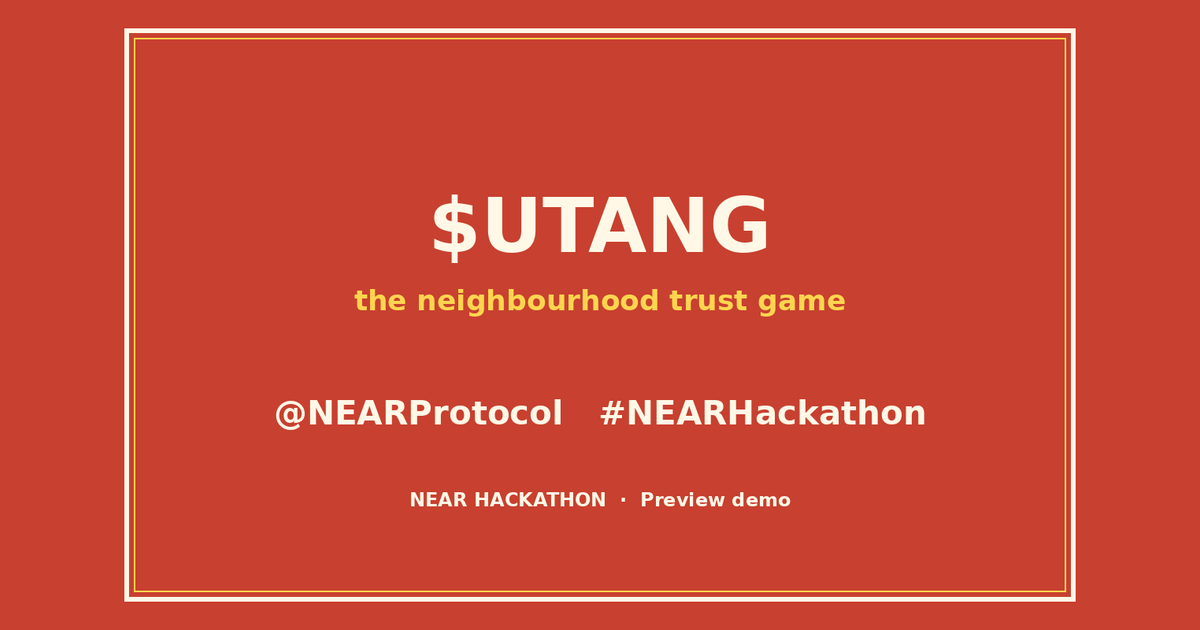 $UTANG
the neighbourhood trust game
@NEARProtocol #NEARHackathon
NEAR HACKATHON · Preview demo